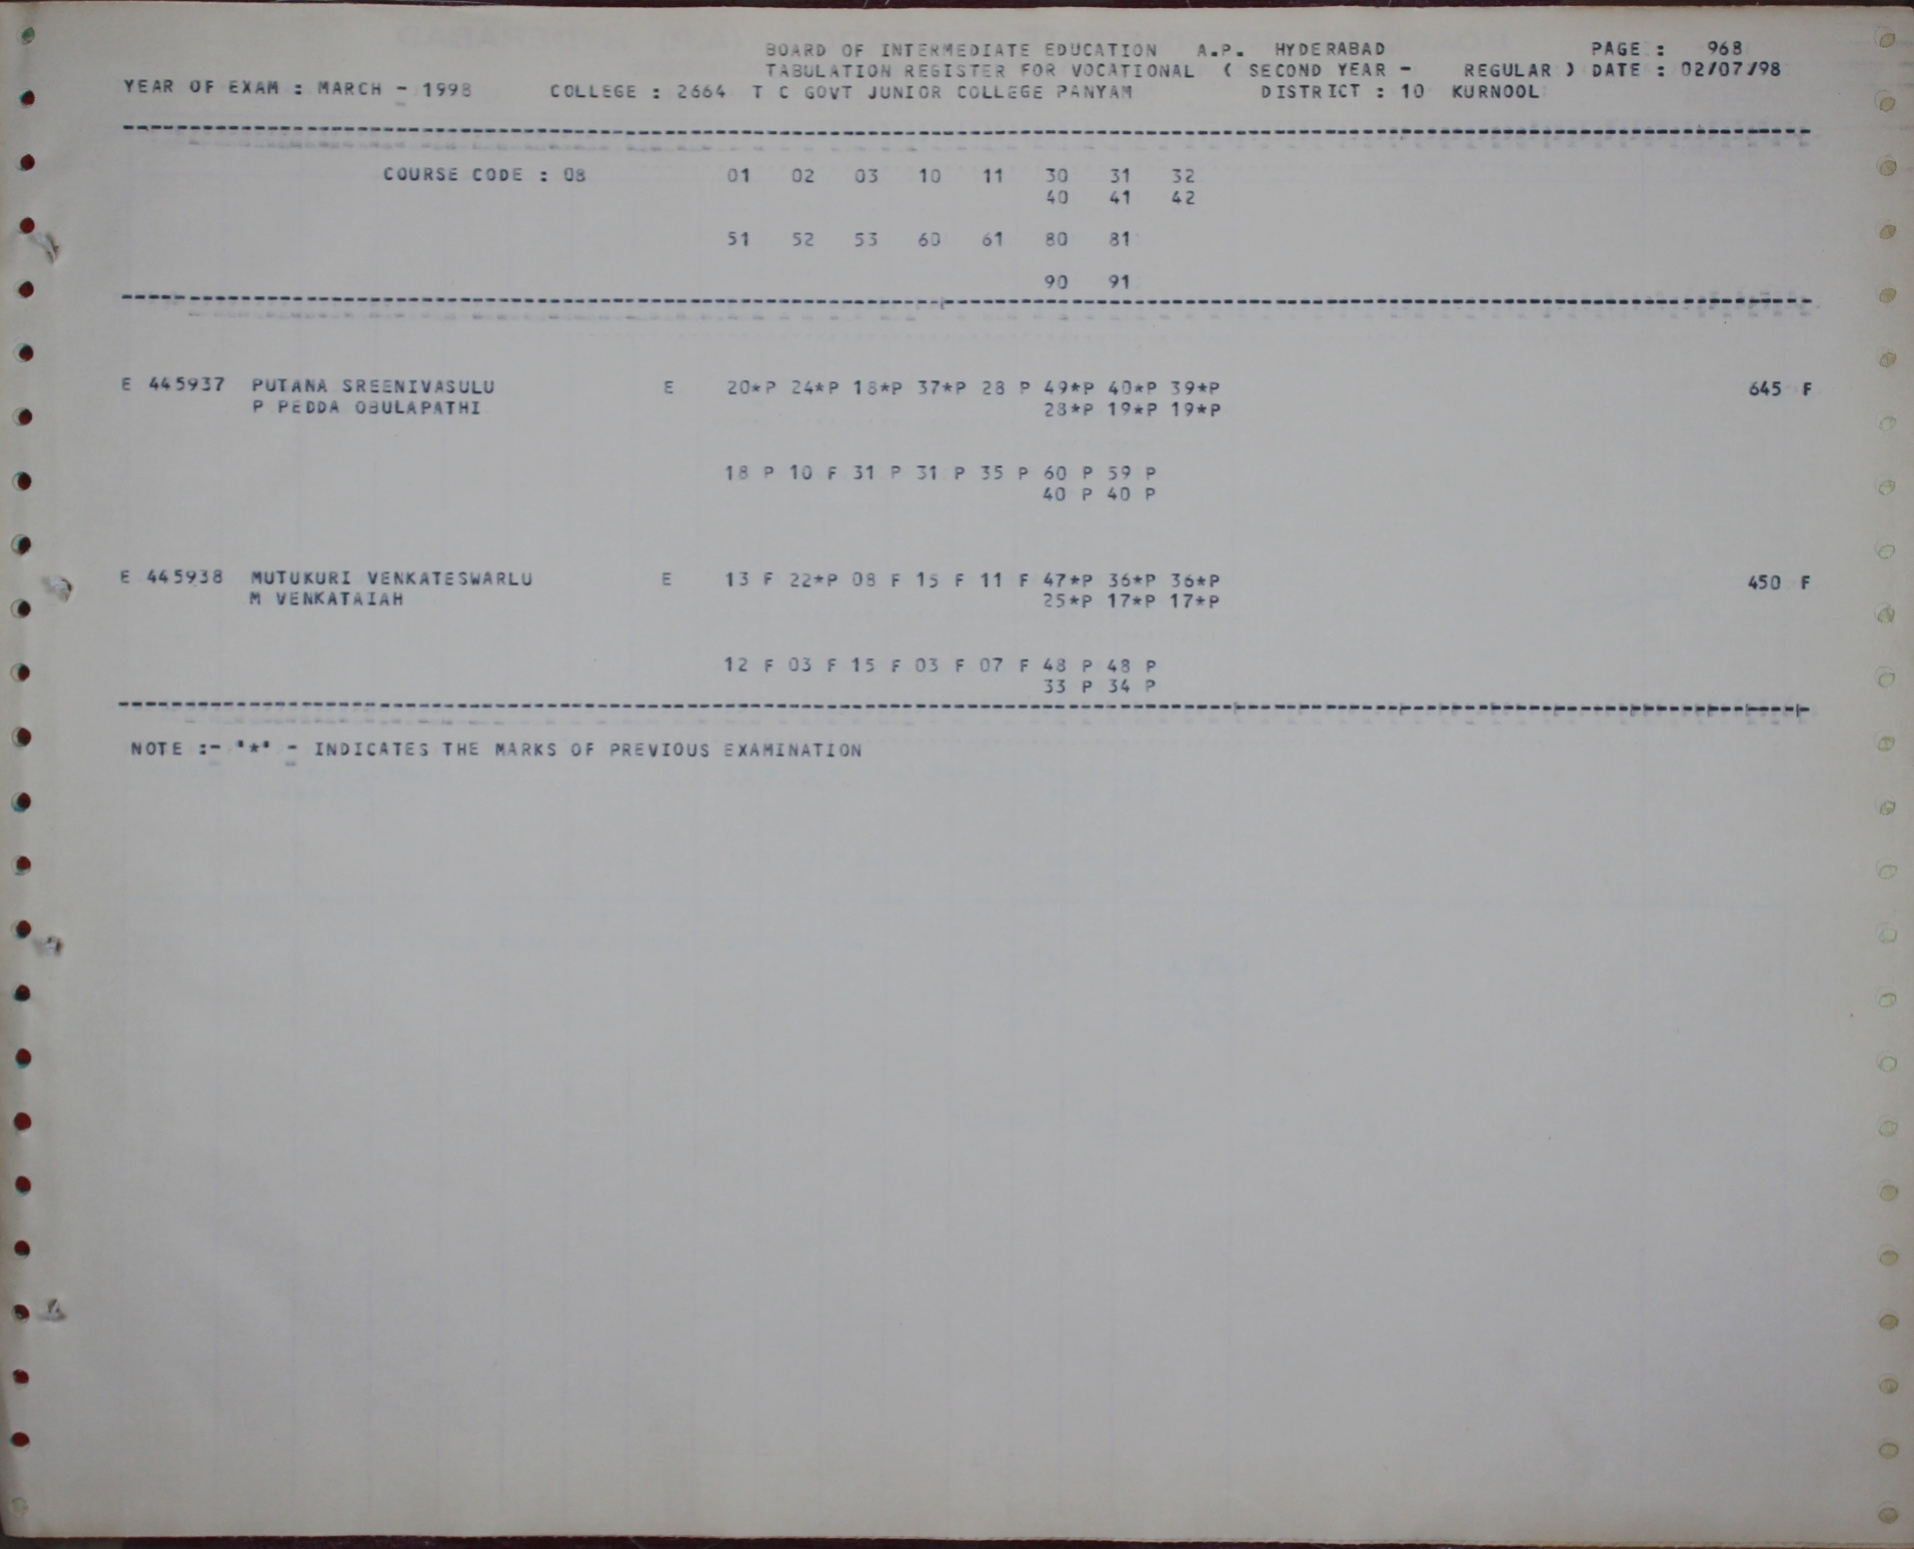 BOARD OF INTERMEDIATE EDUCATION A.P. HYDERABAD PAGE : 968
TABULATION REGISTER FOR VOCATIONAL ( SECOND YEAR - REGULAR ) DATE : 02/07/98
YEAR OF EXAM : MARCH - 1998 COLLEGE : 2664 T C GOVT JUNIOR COLLEGE PANYAM DISTRICT : 10 KURNOOL
COURSE CODE : 08 01 02 03 10 11 30 31 32
40 41 42
51 52 53 60 61 80 81
90 91
E 445937 PUTANA SREENIVASULU E 20*P 24*P 18*P 37*P 28 P 49*P 40*P 39*P 645 F
P PEDDA OBULAPATHI 28*P 19*P 19*P
18 P 10 F 31 P 31 P 35 P 60 P 59 P
40 P 40 P
E 445938 MUTUKURI VENKATESWARLU E 13 F 22*P 08 F 15 F 11 F 47*P 36*P 36*P 450 F
M VENKATAIAH 25*P 17*P 17*P
12 F 03 F 15 F 03 F 07 F 48 P 48 P
33 P 34 P
NOTE :- '*' - INDICATES THE MARKS OF PREVIOUS EXAMINATION